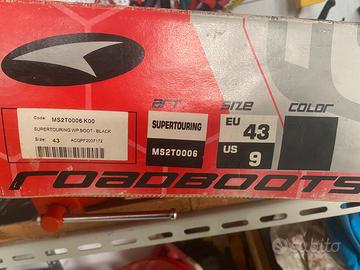 Code: MS2T0006 K00
SUPERTOURING WP BOOT - BLACK
Size: 43 ACQPF2007172
art.
SUPERTOURING
MS2T0006
size
EU 43
US 9
color
ROADBOOTS
subito